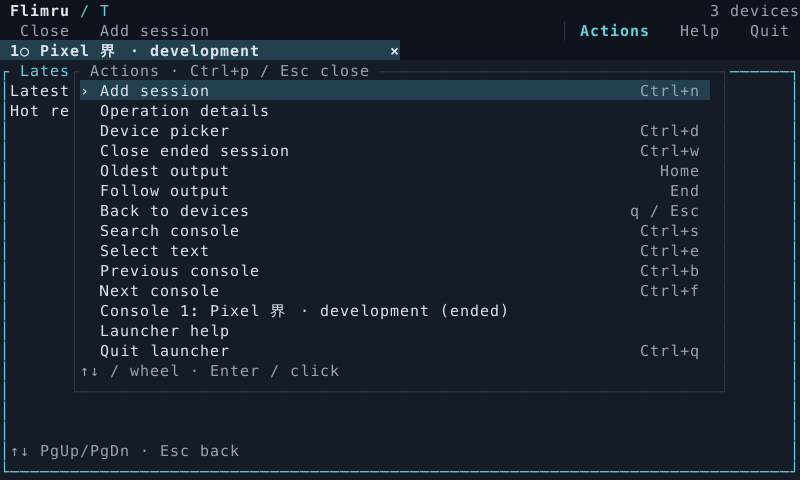 Flimru / T 3 devices
Close Add session │ Actions Help Quit
1○ Pixel 界 · development ×
Lates Actions · Ctrl+p / Esc close
Latest › Add session Ctrl+n
Hot re Operation details
Device picker Ctrl+d
Close ended session Ctrl+w
Oldest output Home
Follow output End
Back to devices q / Esc
Search console Ctrl+s
Select text Ctrl+e
Previous console Ctrl+b
Next console Ctrl+f
Console 1: Pixel 界 · development (ended)
Launcher help
Quit launcher Ctrl+q
↑↓ / wheel · Enter / click
↑↓ PgUp/PgDn · Esc back